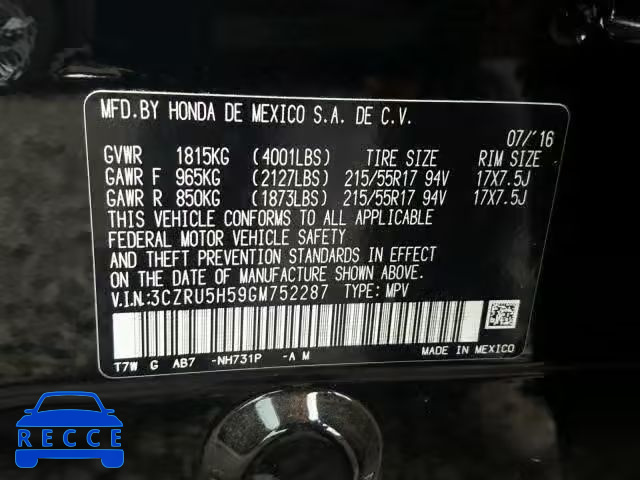 MFD.BY HONDA DE MEXICO S.A. DE C.V.
07/'16
GVWR 1815KG (4001LBS) TIRE SIZE RIM SIZE
GAWR F 965KG (2127LBS) 215/55R17 94V 17X7.5J
GAWR R 850KG (1873LBS) 215/55R17 94V 17X7.5J
THIS VEHICLE CONFORMS TO ALL APPLICABLE
FEDERAL MOTOR VEHICLE SAFETY
AND THEFT PREVENTION STANDARDS IN EFFECT
ON THE DATE OF MANUFACTURE SHOWN ABOVE.
V.I.N:3CZRU5H59GM752287 TYPE: MPV
T7W G AB7 -NH731P -A M MADE IN MEXICO
RECCE